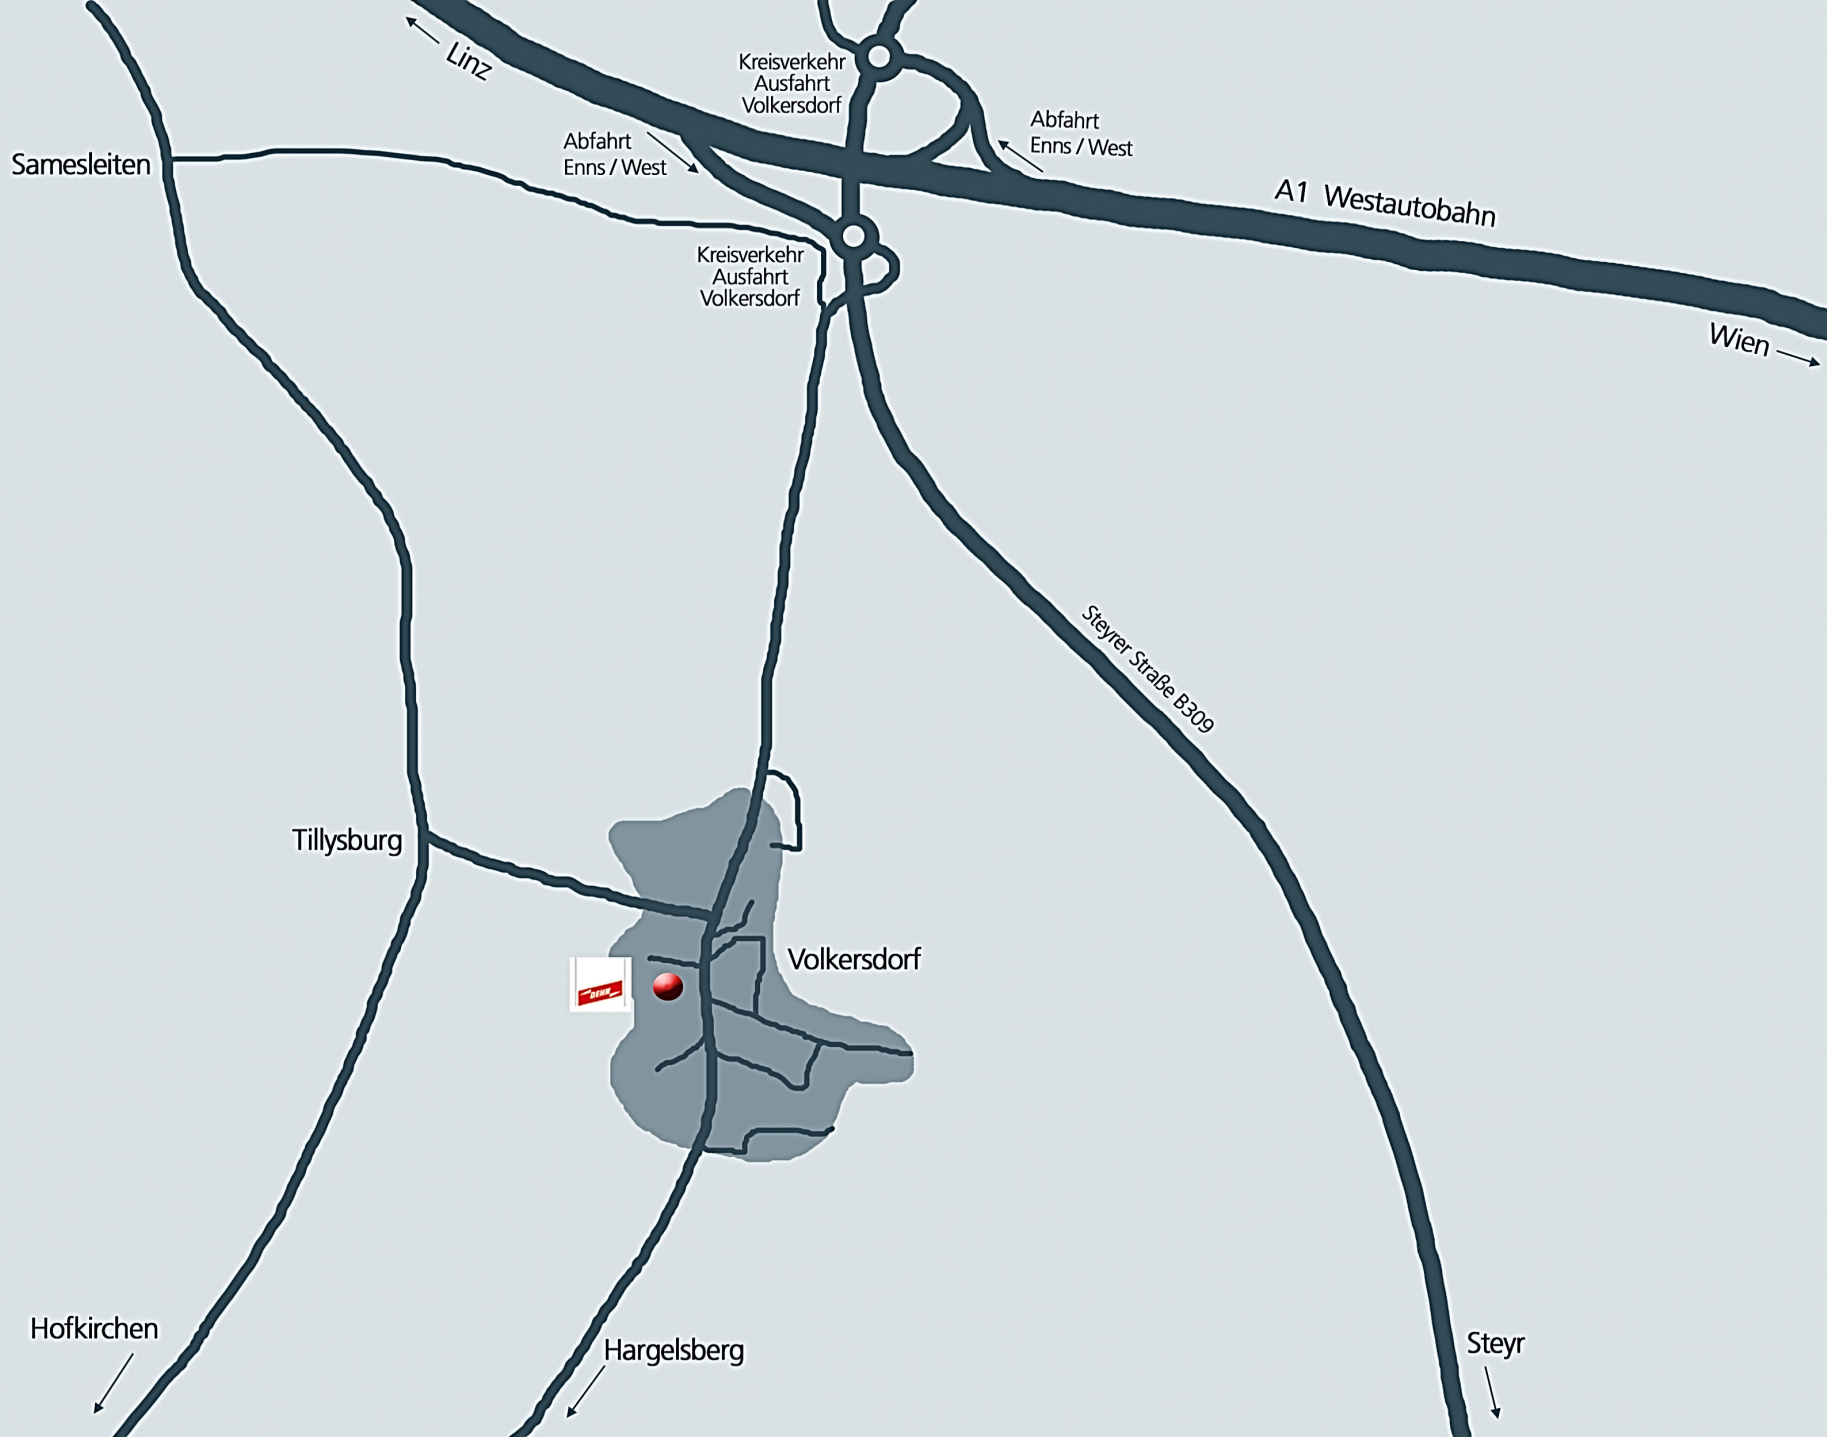 Linz
Kreisverkehr
Ausfahrt
Volkersdorf
Abfahrt
Enns / West
Abfahrt
Enns / West
Samesleiten
A1 Westautobahn
Kreisverkehr
Ausfahrt
Volkersdorf
Wien
Steyrer Straße B309
Tillysburg
Volkersdorf
DEHN
Hofkirchen
Hargelsberg
Steyr